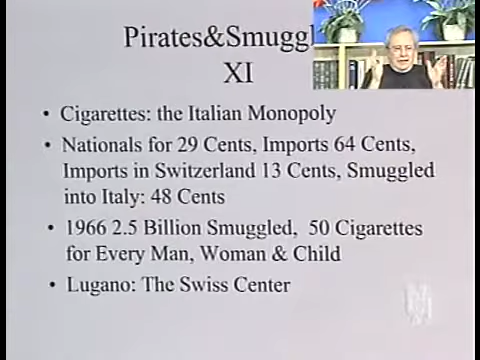 Pirates&Smuggl
XI
• Cigarettes: the Italian Monopoly
• Nationals for 29 Cents, Imports 64 Cents,
Imports in Switzerland 13 Cents, Smuggled
into Italy: 48 Cents
• 1966 2.5 Billion Smuggled, 50 Cigarettes
for Every Man, Woman & Child
• Lugano: The Swiss Center